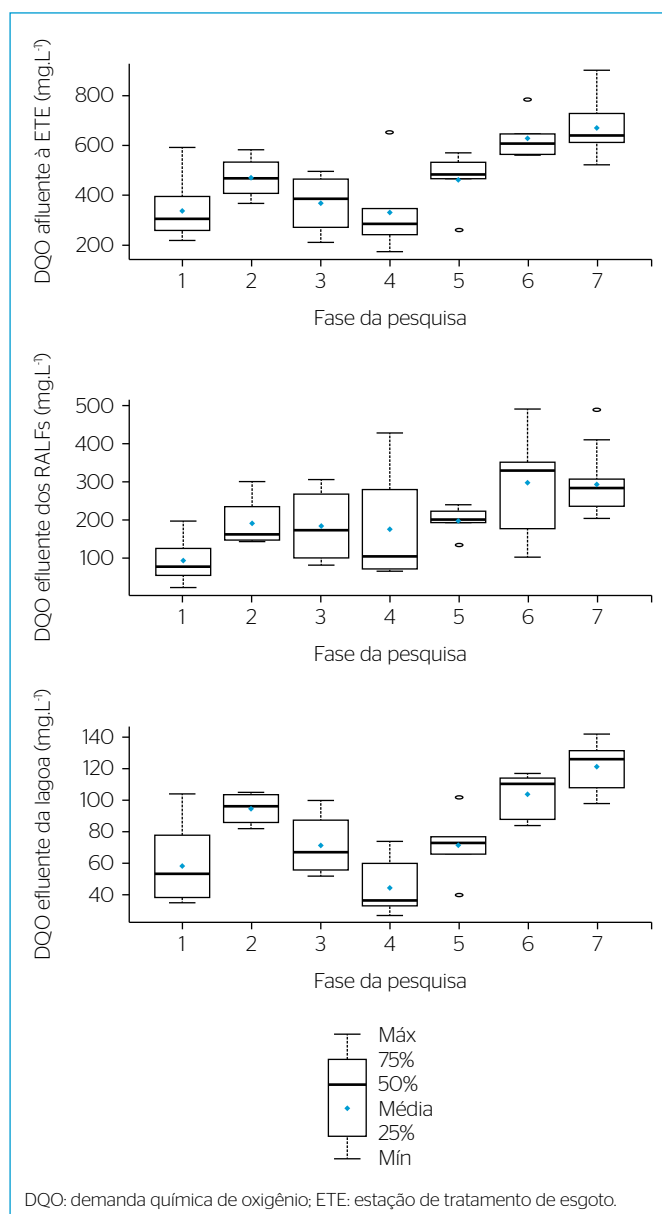 DQO afluente à ETE (mg.L-1)
800
600
400
200
1 2 3 4 5 6 7
Fase da pesquisa
DQO efluente dos RALFs (mg.L-1)
500
400
300
200
100
1 2 3 4 5 6 7
Fase da pesquisa
DQO efluente da lagoa (mg.L-1)
140
120
100
80
60
40
1 2 3 4 5 6 7
Fase da pesquisa
Máx
75%
50%
Média
25%
Mín
DQO: demanda química de oxigênio; ETE: estação de tratamento de esgoto.